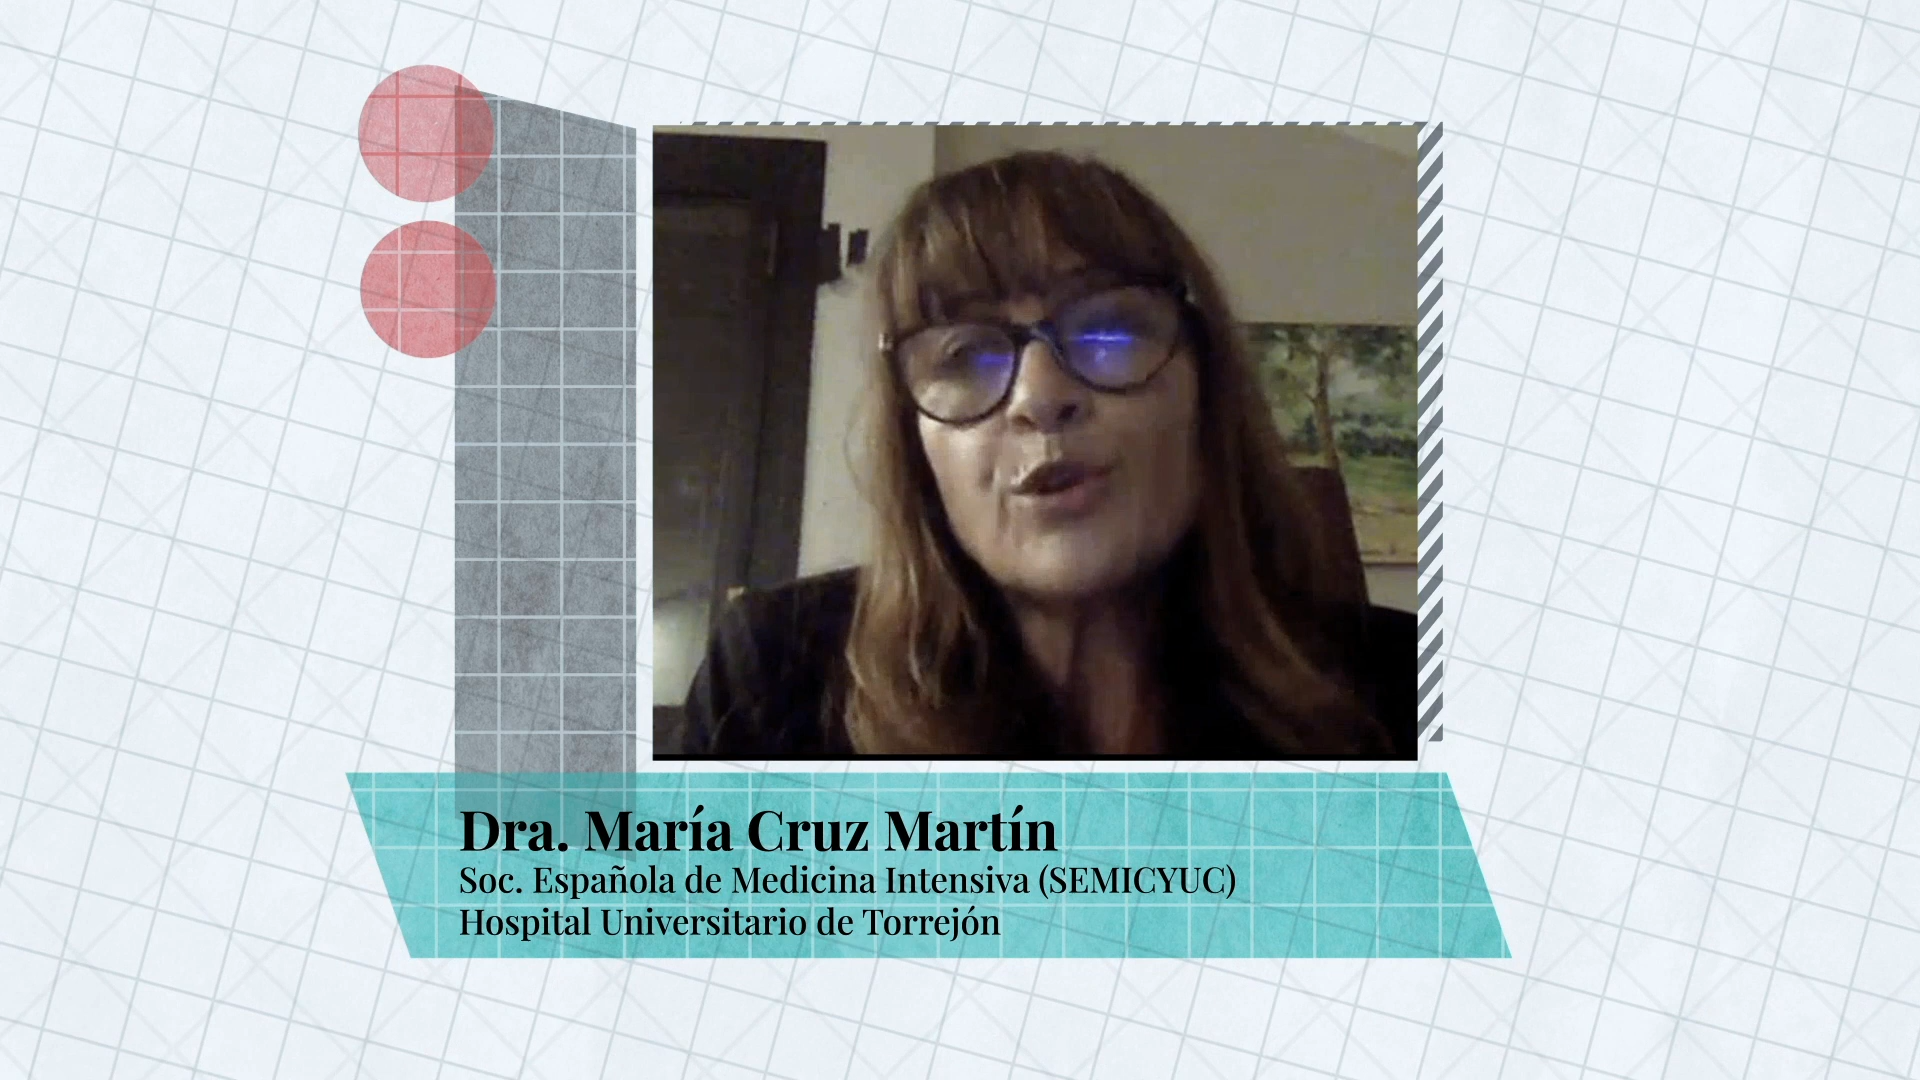 Dra. María Cruz Martín
Soc. Española de Medicina Intensiva (SEMICYUC)
Hospital Universitario de Torrejón